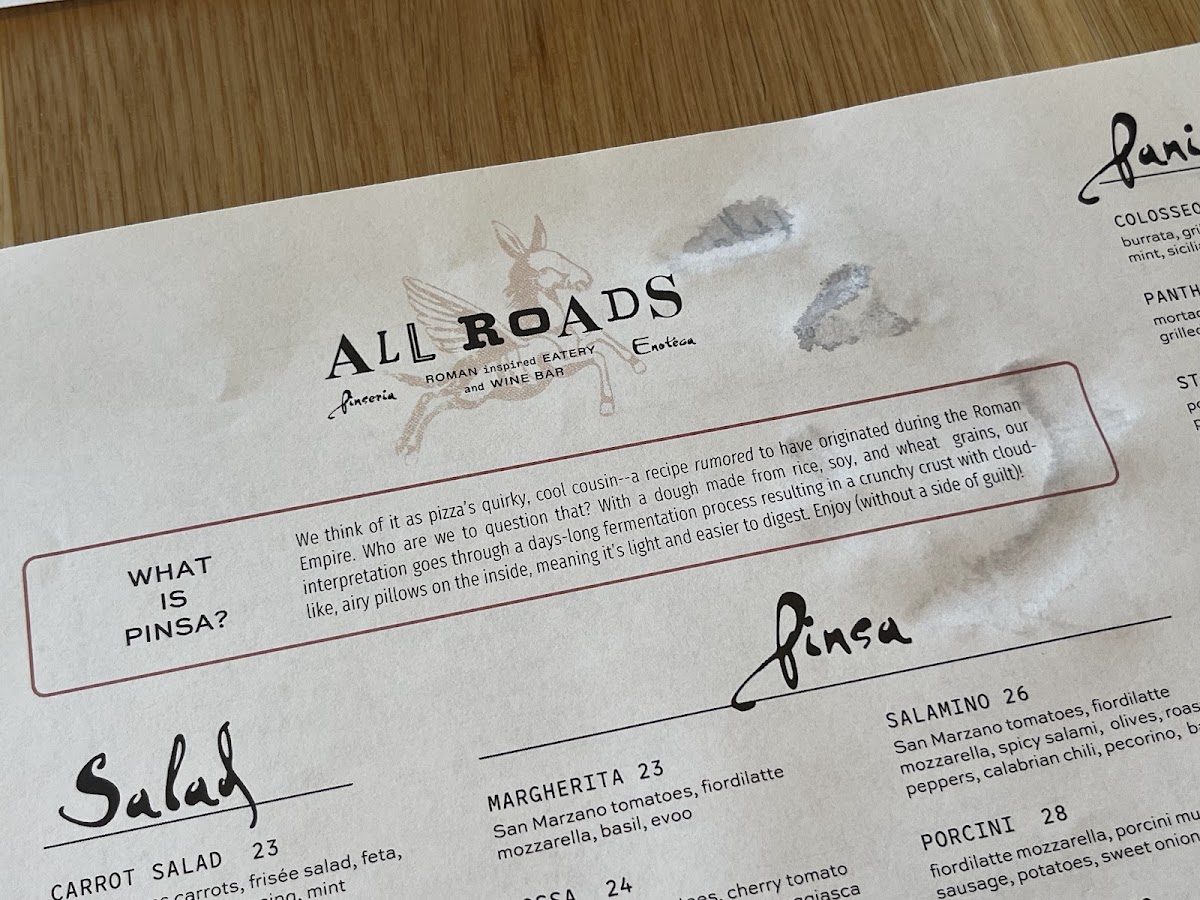 ALL ROADS
Pinseria
ROMAN inspired EATERY
and WINE BAR
Enoteca
WHAT
IS
PINSA?
We think of it as pizza's quirky, cool cousin--a recipe rumored to have originated during the Roman
Empire. Who are we to question that? With a dough made from rice, soy, and wheat grains, our
interpretation goes through a days-long fermentation process resulting in a crunchy crust with cloud-
like, airy pillows on the inside, meaning it's light and easier to digest. Enjoy (without a side of guilt)!
Salad
CARROT SALAD 23
carrots, frisée salad, feta,
mint
Pinsa
MARGHERITA 23
San Marzano tomatoes, fiordilatte
mozzarella, basil, evoo
24
cherry tomato
SALAMINO 26
San Marzano tomatoes, fiordilatte
mozzarella, spicy salami, olives,
peppers, calabrian chili, pecorino,
PORCINI 28
fiordilatte mozzarella, porcini
sausage, potatoes, sweet onion
COLOSSEO
burrata,
mint,